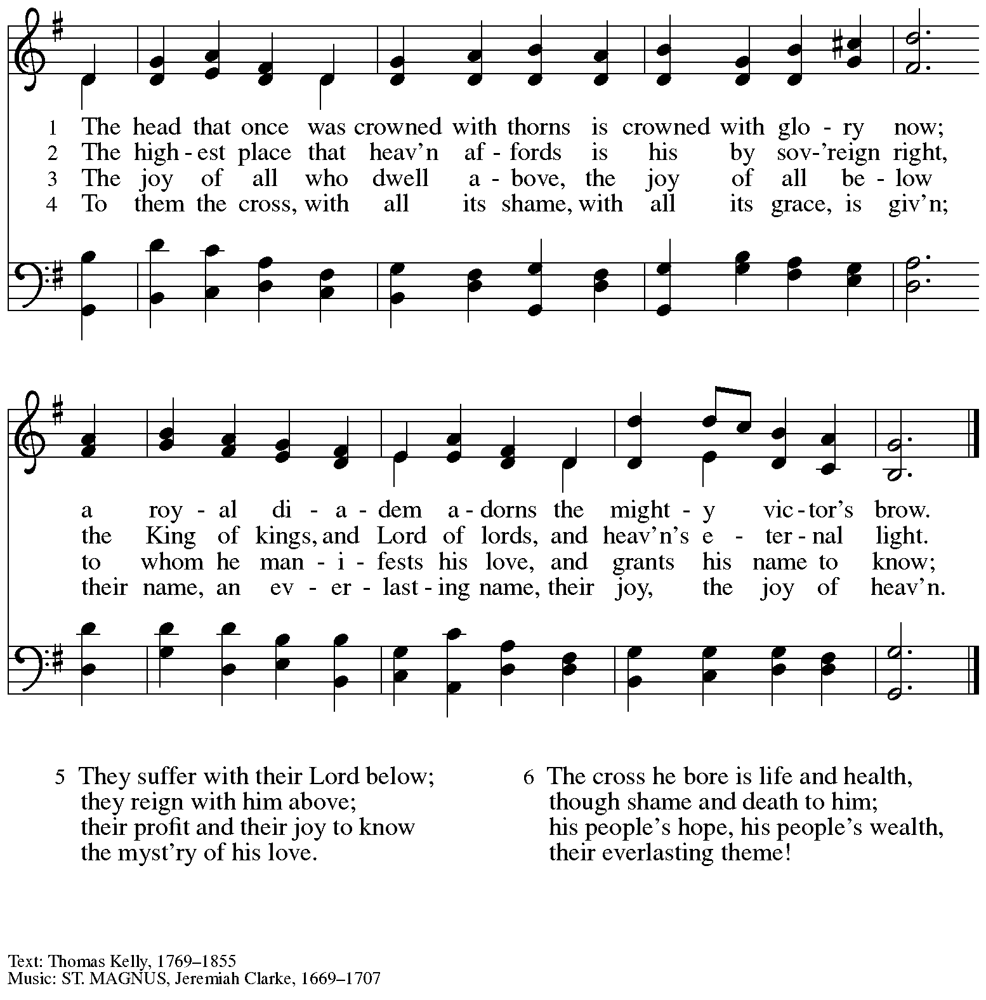 1 The head that once was crowned with thorns is crowned with glo - ry now;
2 The high - est place that heav’n af - fords is his by sov - ’reign right,
3 The joy of all who dwell a - bove, the joy of all be - low
4 To them the cross, with all its shame, with all its grace, is giv’n;
a roy - al di - a - dem a - dorns the might - y vic - tor’s brow.
the King of kings, and Lord of lords, and heav’n’s e - ter - nal light.
to whom he man - i - fests his love, and grants his name to know;
their name, an ev - er - last - ing name, their joy, the joy of heav’n.
5 They suffer with their Lord below;
they reign with him above;
their profit and their joy to know
the myst’ry of his love.
6 The cross he bore is life and health,
though shame and death to him;
his people’s hope, his people’s wealth,
their everlasting theme!
Text: Thomas Kelly, 1769–1855
Music: ST. MAGNUS, Jeremiah Clarke, 1669–1707